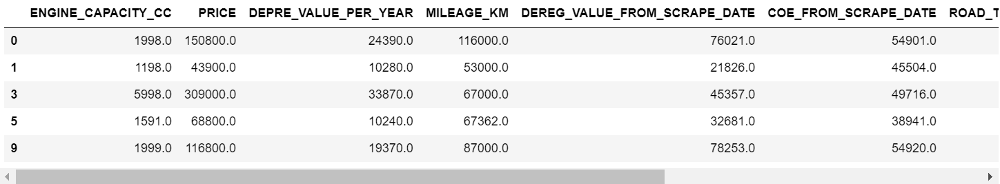 ENGINE_CAPACITY_CC PRICE DEPRE_VALUE_PER_YEAR MILEAGE_KM DEREG_VALUE_FROM_SCRAPE_DATE COE_FROM_SCRAPE_DATE ROAD_T
0 1998.0 150800.0 24390.0 116000.0 76021.0 54901.0
1 1198.0 43900.0 10280.0 53000.0 21826.0 45504.0
3 5998.0 309000.0 33870.0 67000.0 45357.0 49716.0
5 1591.0 68800.0 10240.0 67362.0 32681.0 38941.0
9 1999.0 116800.0 19370.0 87000.0 78253.0 54920.0